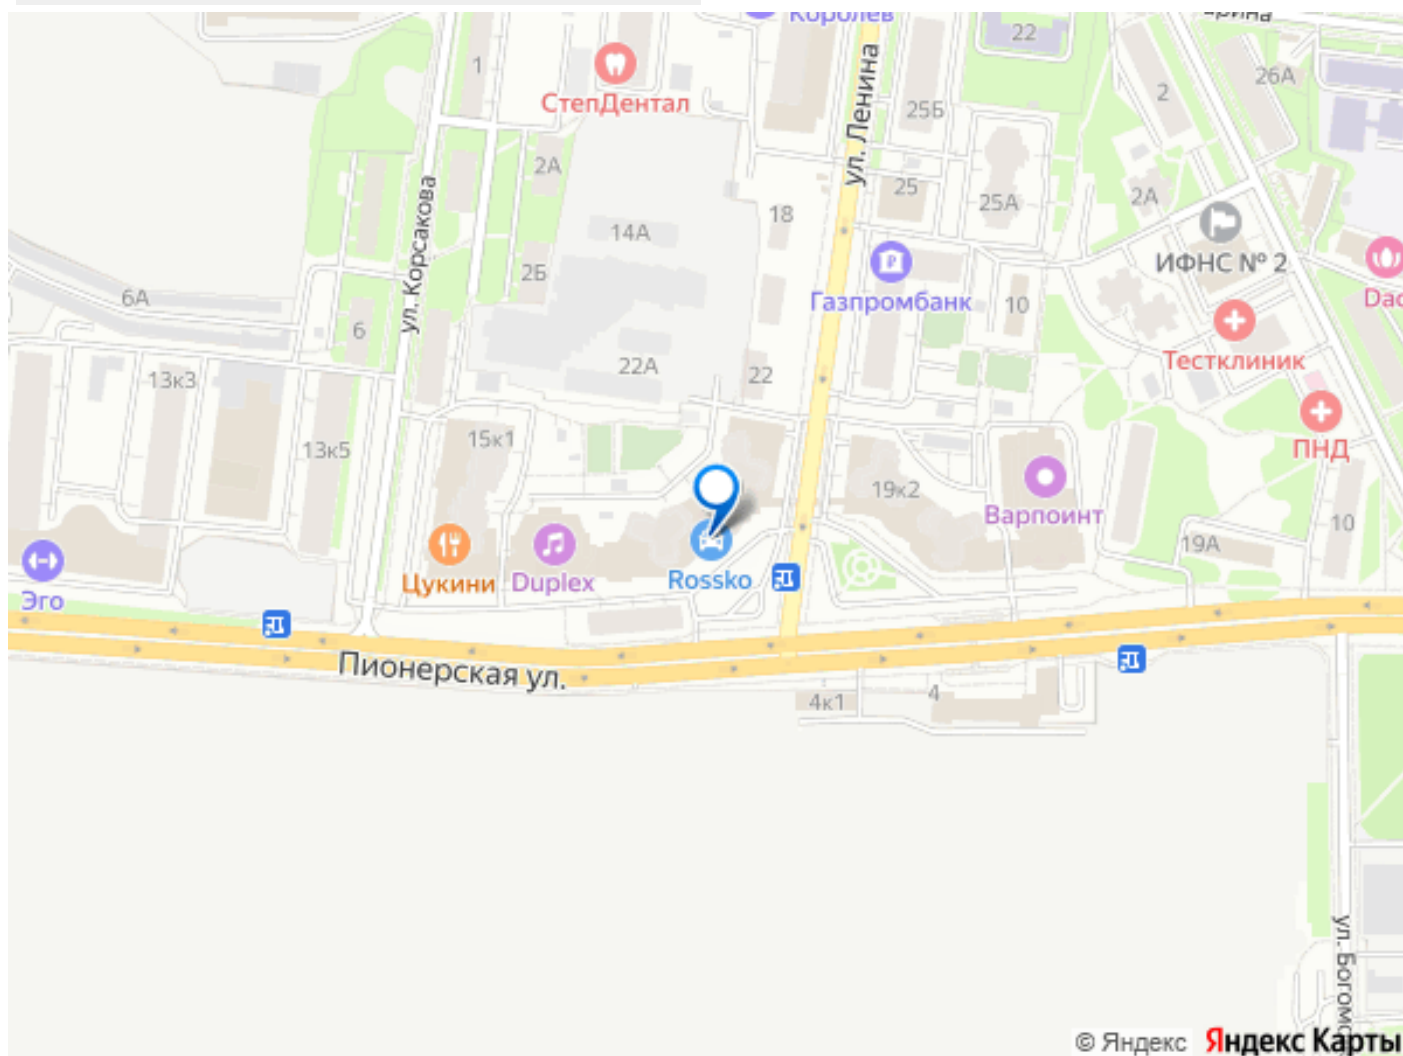 Королев
22
26А
1
2
СтепДентал
25Б
ул. Ленина
2А
25
25А
2А
18
ул. Корсакова
14А
ИФНС № 2
2Б
6А
Газпромбанк
10
Dac
6
Тестклиник
22А
22
13к3
15к1
13к5
ПНД
19к2
Варпоинт
10
19А
Цукини
Duplex
Rossko
Эго
Пионерская ул.
4к1
4
ул. Богомо
© Яндекс Яндекс Карты